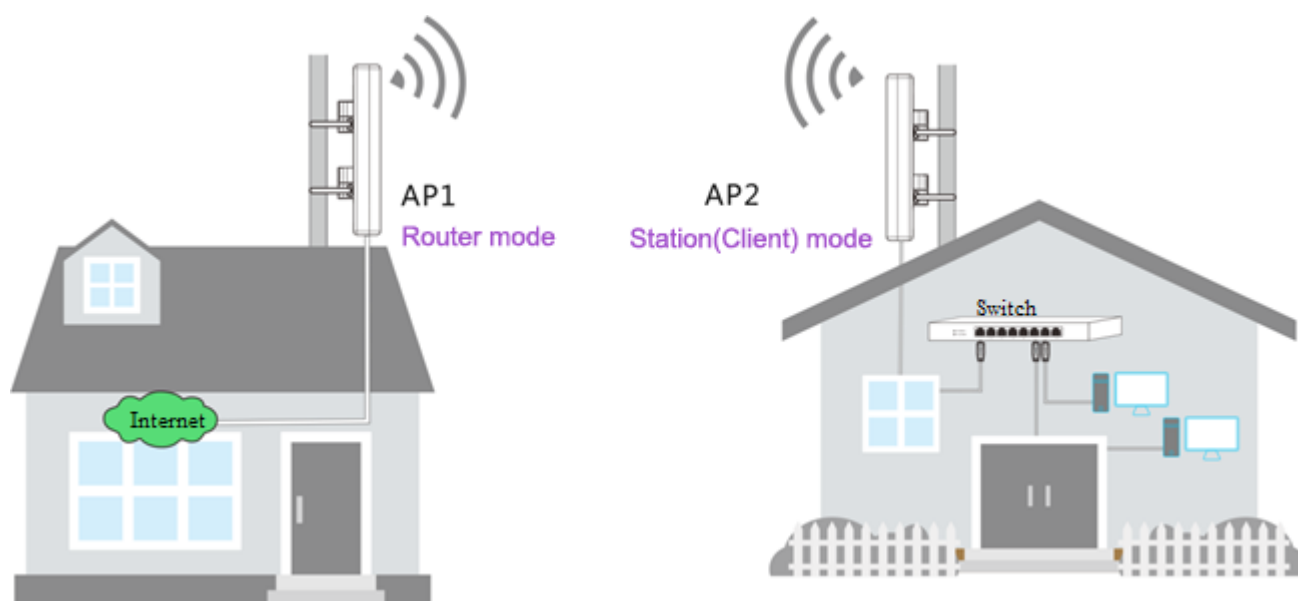 AP1
Router mode
AP2
Station(Client) mode
Switch
Internet